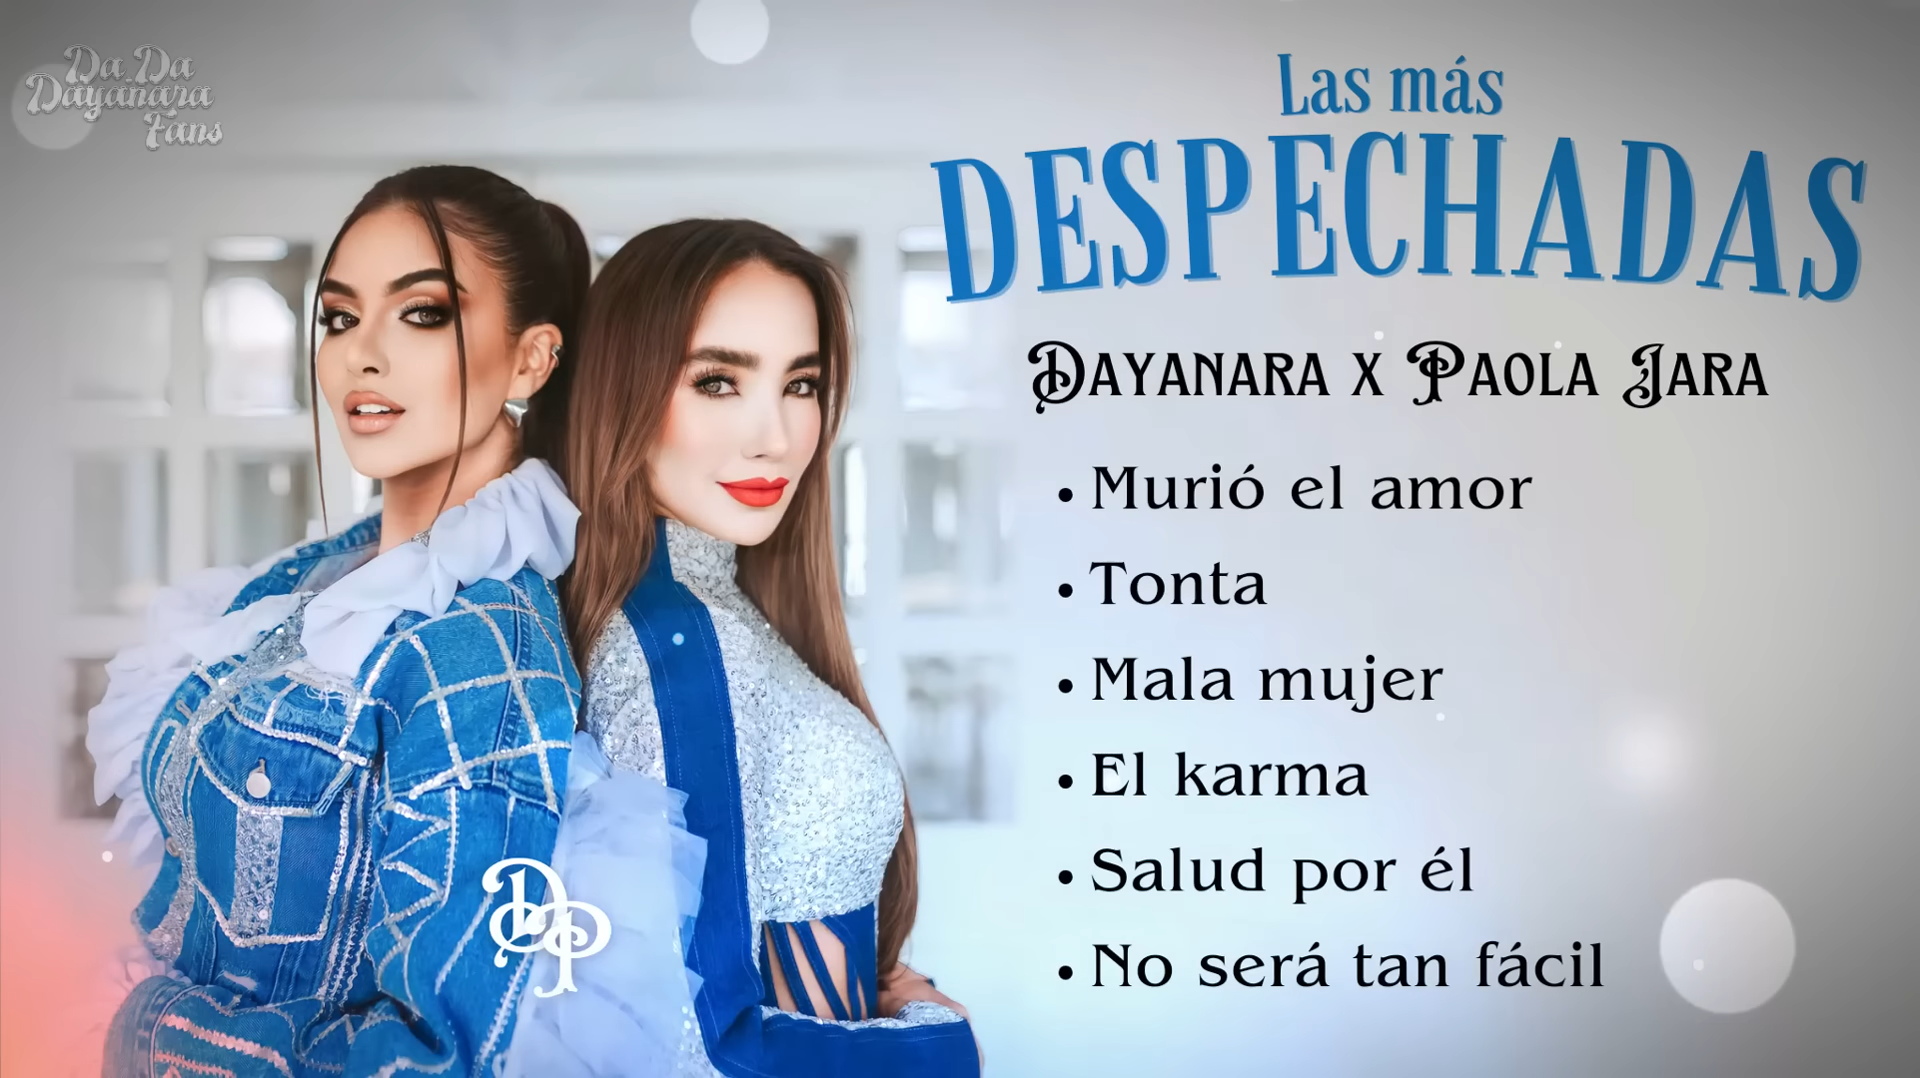 Da Da
Dayanara
Fans
Las más
DESPECHADAS
DAYANARA X PAOLA JARA
• Murió el amor
• Tonta
• Mala mujer
• El karma
• Salud por él
• No será tan fácil
DP